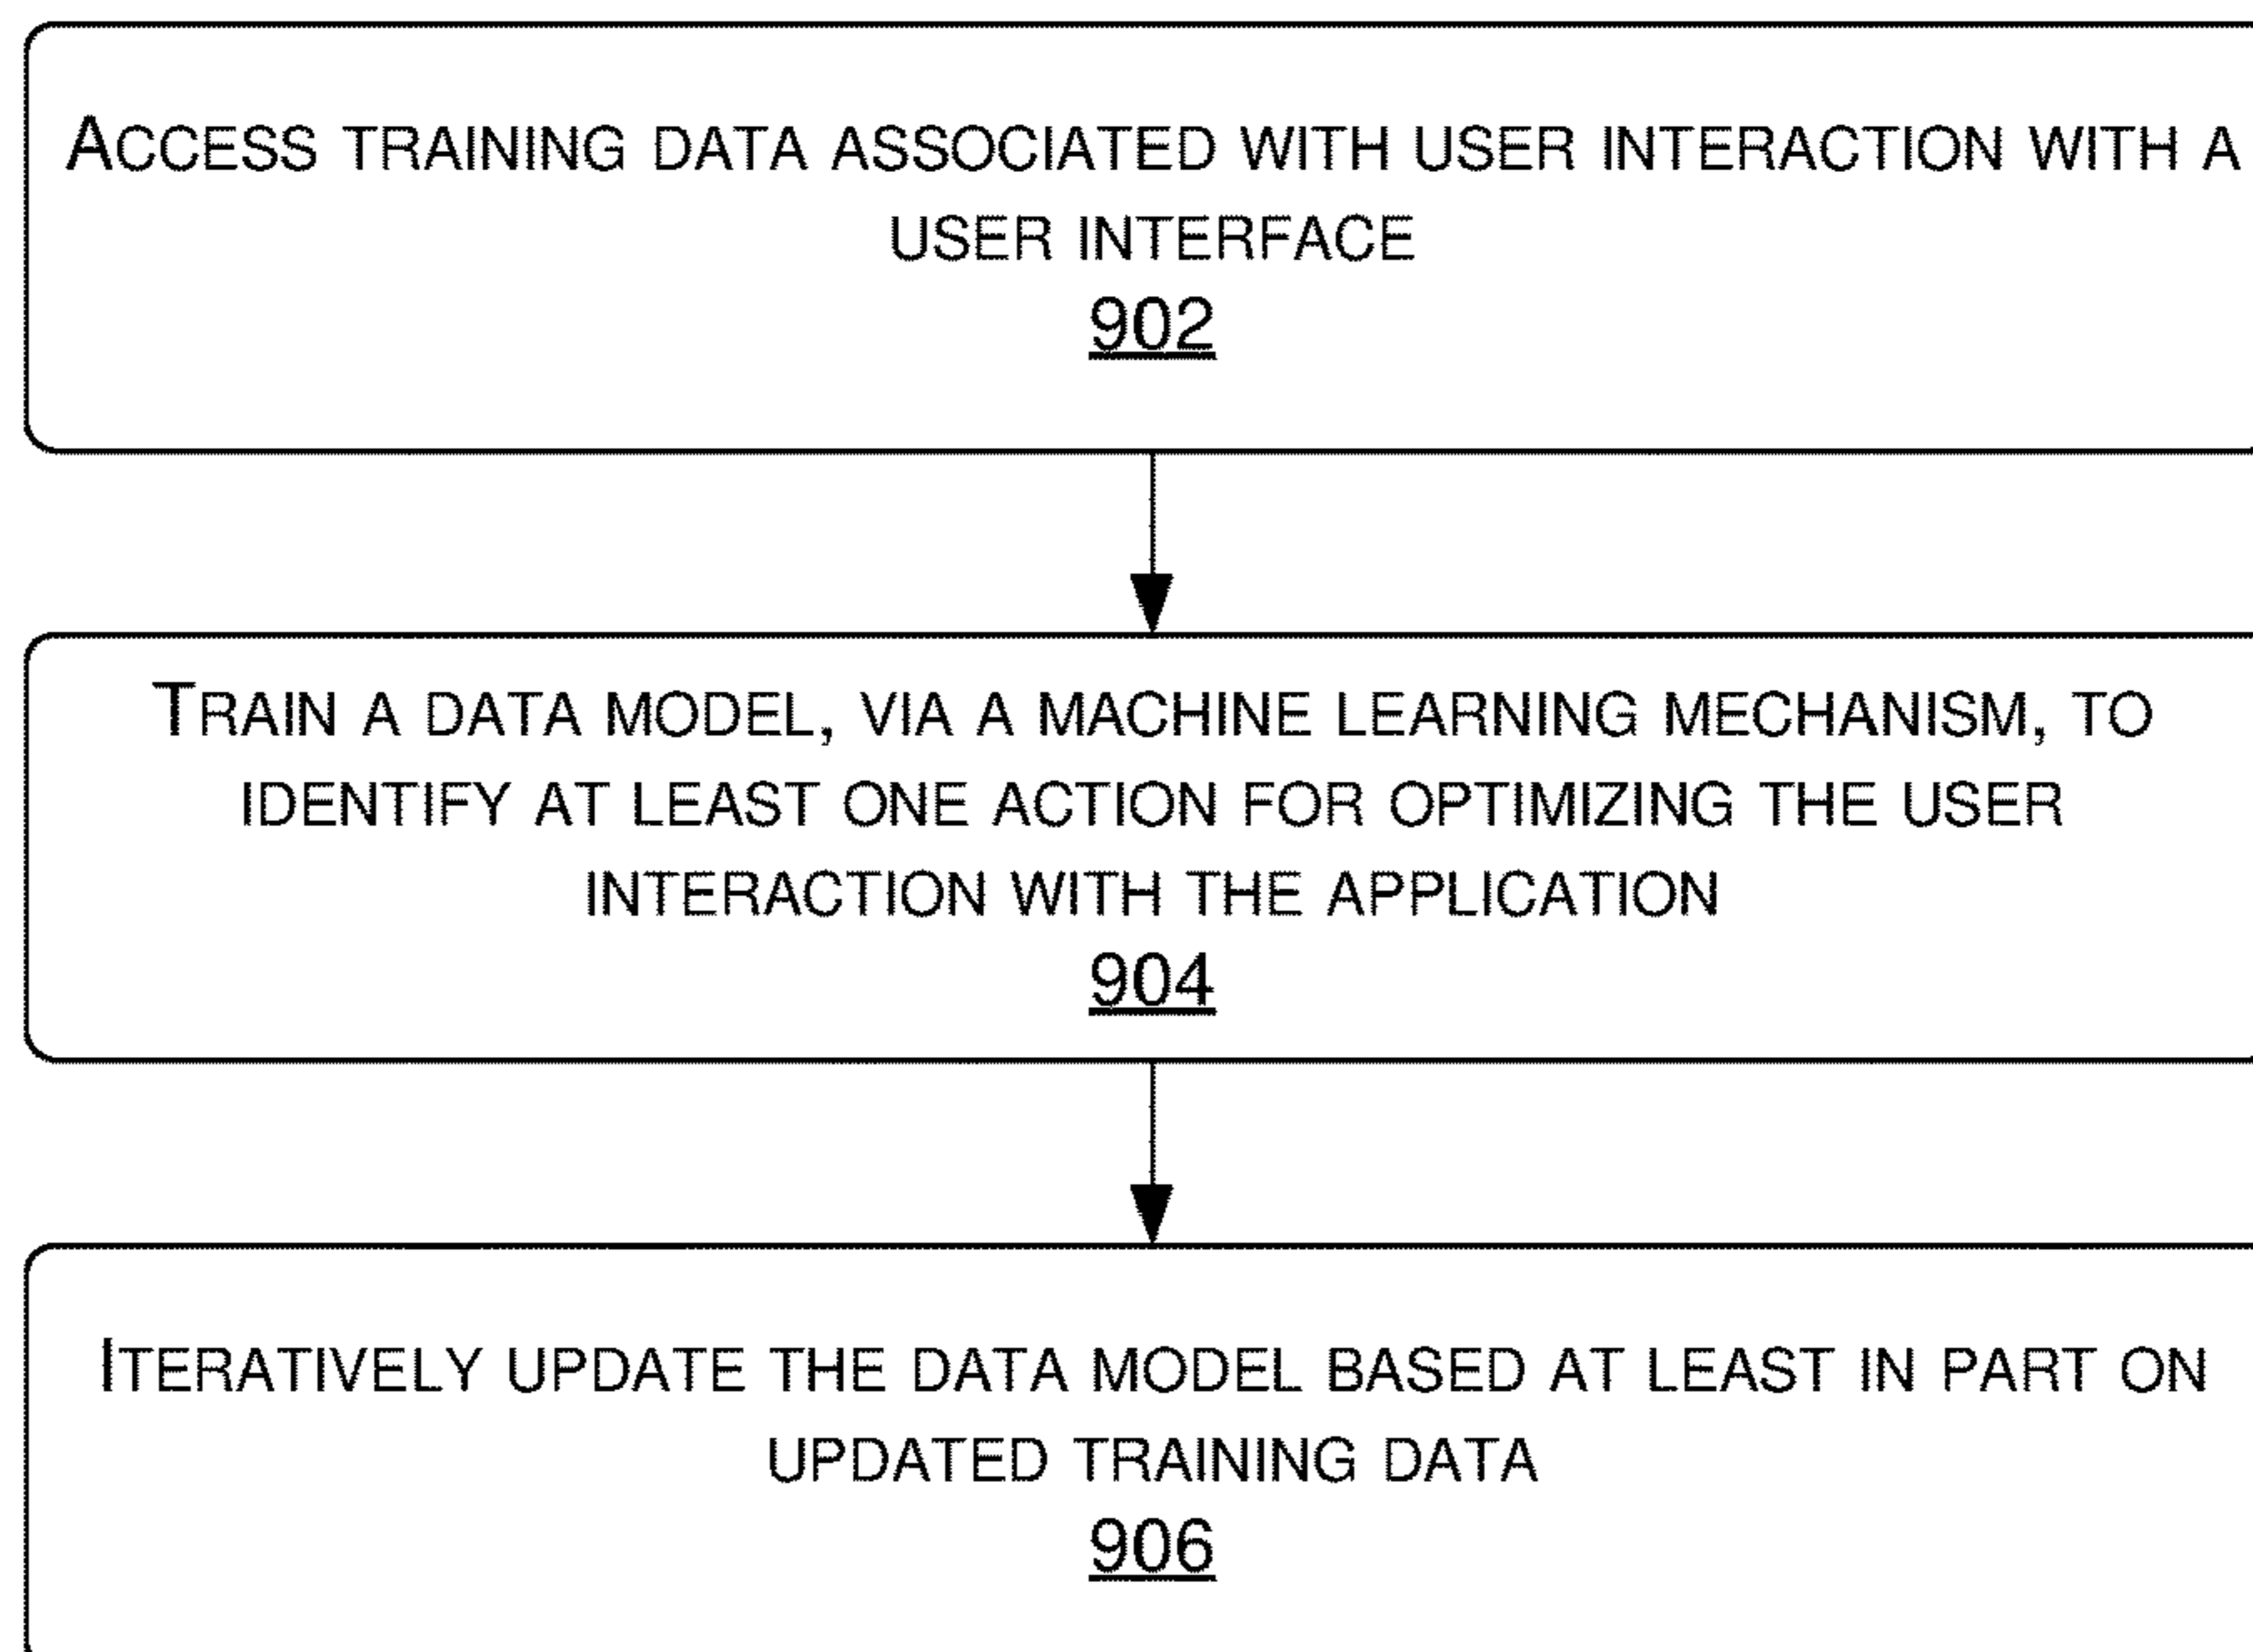 ACCESS TRAINING DATA ASSOCIATED WITH USER INTERACTION WITH A
USER INTERFACE
902
TRAIN A DATA MODEL, VIA A MACHINE LEARNING MECHANISM, TO
IDENTIFY AT LEAST ONE ACTION FOR OPTIMIZING THE USER
INTERACTION WITH THE APPLICATION
904
ITERATIVELY UPDATE THE DATA MODEL BASED AT LEAST IN PART ON
UPDATED TRAINING DATA
906